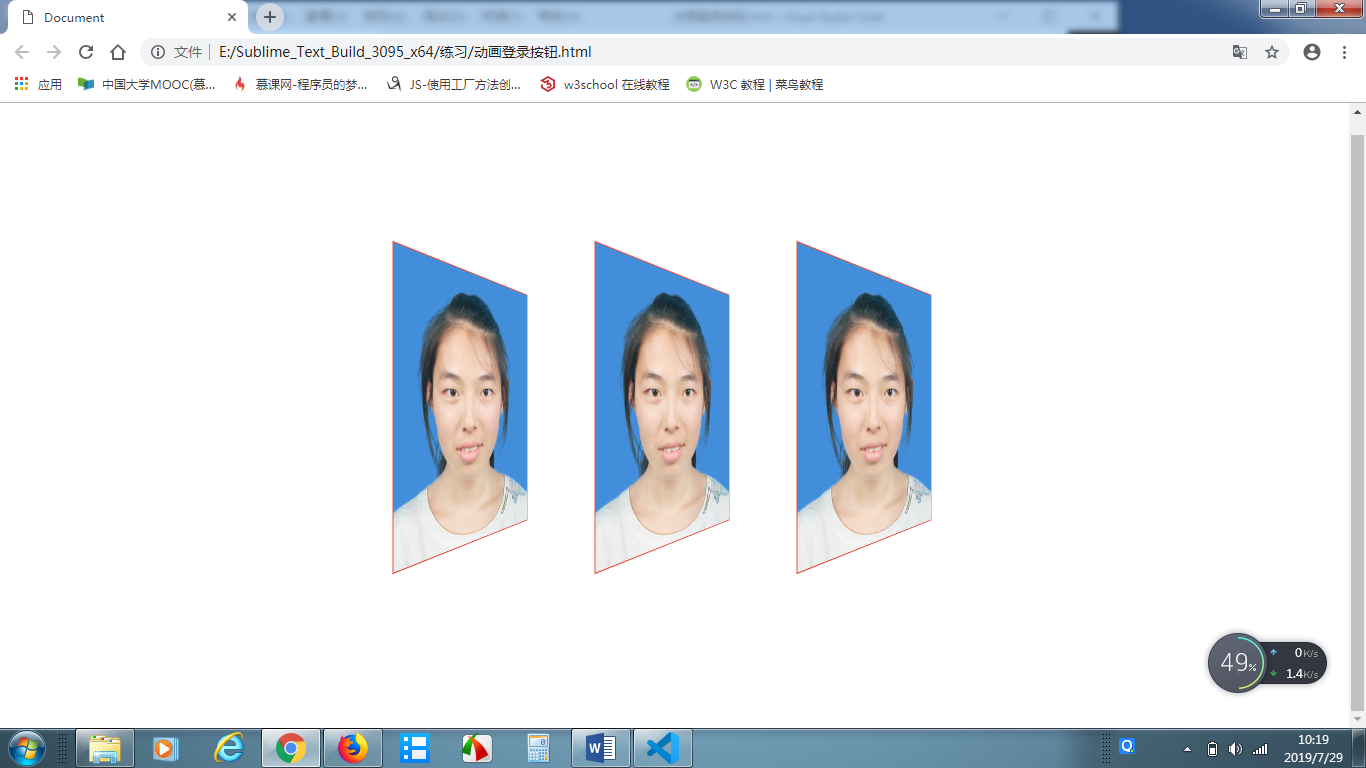 Document
文件 E:/Sublime_Text_Build_3095_x64/练习/动画登录按钮.html
应用 中国大学MOOC(慕... 慕课网-程序员的梦... JS-使用工厂方法创... w3school 在线教程 W3C 教程 | 菜鸟教程
49% 0K/s
1.4K/s
10:19
2019/7/29